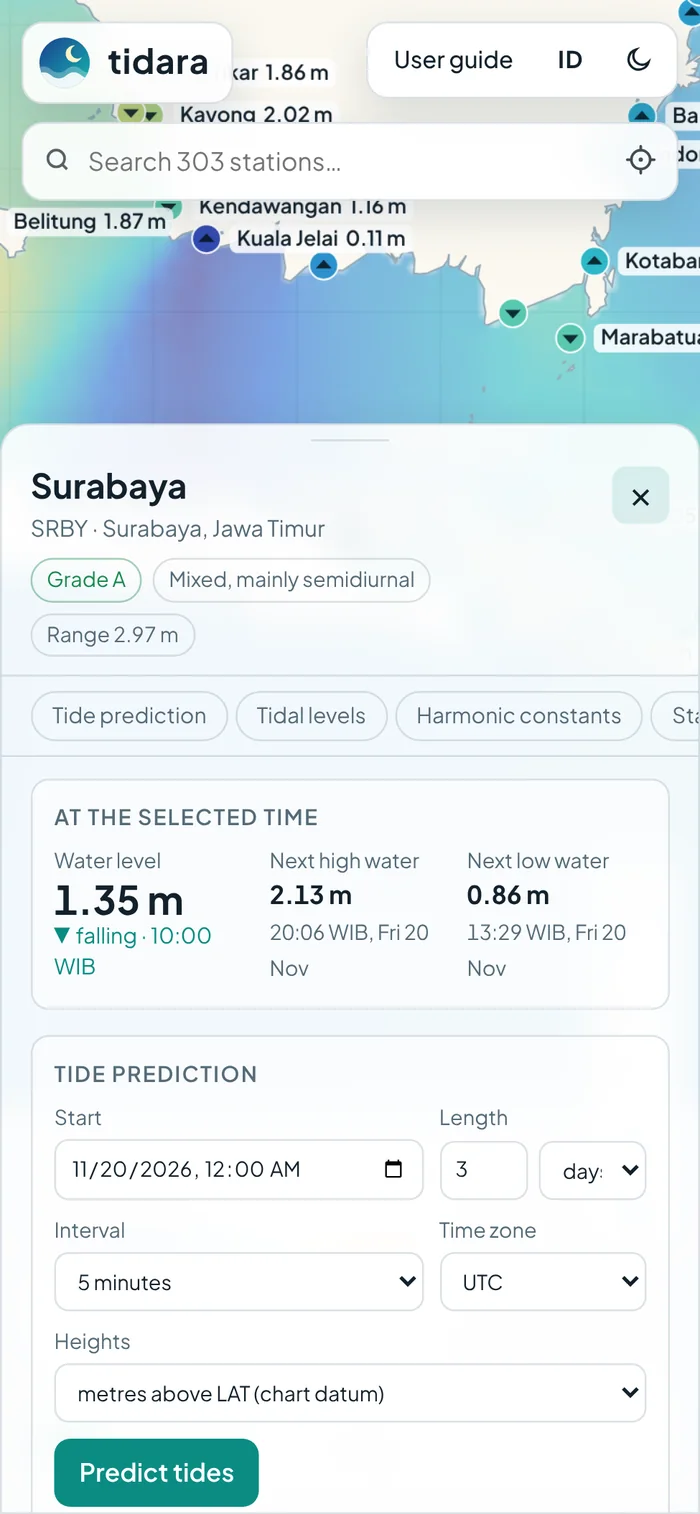 tidara
User guide
ID
1.86 m
Kayong 2.02 m
Search 303 stations...
Kendawangan 1.16 m
Belitung 1.87 m
Kuala Jelai 0.11 m
Surabaya
SRBY · Surabaya, Jawa Timur
Grade A
Mixed, mainly semidiurnal
Range 2.97 m
Tide prediction
Tidal levels
Harmonic constants
AT THE SELECTED TIME
Water level
Next high water
Next low water
1.35 m
2.13 m
0.86 m
▼ falling · 10:00
WIB
20:06 WIB, Fri 20
Nov
13:29 WIB, Fri 20
Nov
TIDE PREDICTION
Start
Length
11/20/2026, 12:00 AM
3
days
Interval
Time zone
5 minutes
UTC
Heights
metres above LAT (chart datum)
Predict tides